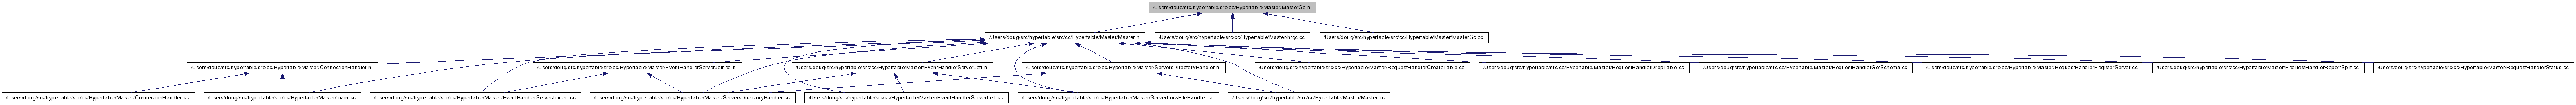 /Users/doug/src/hypertable/src/cc/Hypertable/Master/MasterGc.h
/Users/doug/src/hypertable/src/cc/Hypertable/Master/Master.h
/Users/doug/src/hypertable/src/cc/Hypertable/Master/htgc.cc
/Users/doug/src/hypertable/src/cc/Hypertable/Master/MasterGc.cc
/Users/doug/src/hypertable/src/cc/Hypertable/Master/ConnectionHandler.h
/Users/doug/src/hypertable/src/cc/Hypertable/Master/EventHandlerServerJoined.h
/Users/doug/src/hypertable/src/cc/Hypertable/Master/EventHandlerServerLeft.h
/Users/doug/src/hypertable/src/cc/Hypertable/Master/ServersDirectoryHandler.h
/Users/doug/src/hypertable/src/cc/Hypertable/Master/RequestHandlerCreateTable.cc
/Users/doug/src/hypertable/src/cc/Hypertable/Master/RequestHandlerDropTable.cc
/Users/doug/src/hypertable/src/cc/Hypertable/Master/RequestHandlerGetSchema.cc
/Users/doug/src/hypertable/src/cc/Hypertable/Master/RequestHandlerRegisterServer.cc
/Users/doug/src/hypertable/src/cc/Hypertable/Master/RequestHandlerReportSplit.cc
/Users/doug/src/hypertable/src/cc/Hypertable/Master/RequestHandlerStatus.cc
/Users/doug/src/hypertable/src/cc/Hypertable/Master/ConnectionHandler.cc
/Users/doug/src/hypertable/src/cc/Hypertable/Master/main.cc
/Users/doug/src/hypertable/src/cc/Hypertable/Master/EventHandlerServerJoined.cc
/Users/doug/src/hypertable/src/cc/Hypertable/Master/ServersDirectoryHandler.cc
/Users/doug/src/hypertable/src/cc/Hypertable/Master/EventHandlerServerLeft.cc
/Users/doug/src/hypertable/src/cc/Hypertable/Master/ServerLockFileHandler.cc
/Users/doug/src/hypertable/src/cc/Hypertable/Master/Master.cc